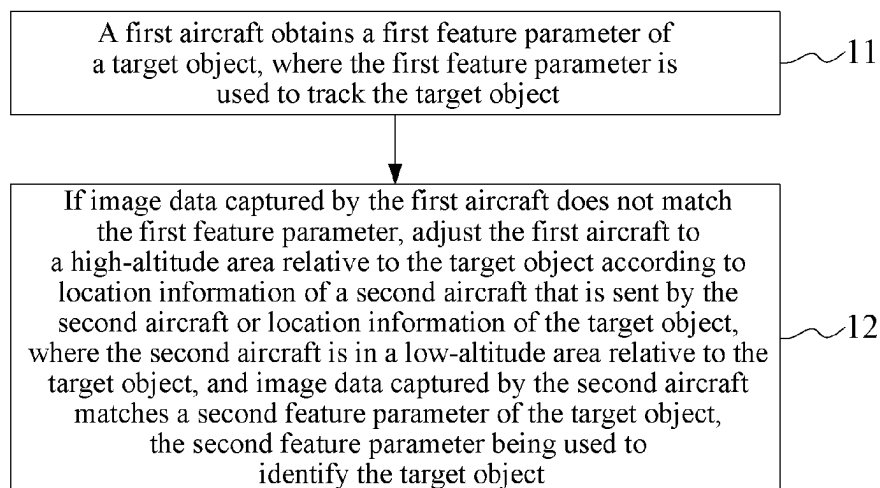 A first aircraft obtains a first feature parameter of
a target object, where the first feature parameter is
used to track the target object
11
If image data captured by the first aircraft does not match
the first feature parameter, adjust the first aircraft to
a high-altitude area relative to the target object according to
location information of a second aircraft that is sent by the
second aircraft or location information of the target object,
where the second aircraft is in a low-altitude area relative to the
target object, and image data captured by the second aircraft
matches a second feature parameter of the target object,
the second feature parameter being used to
identify the target object
12